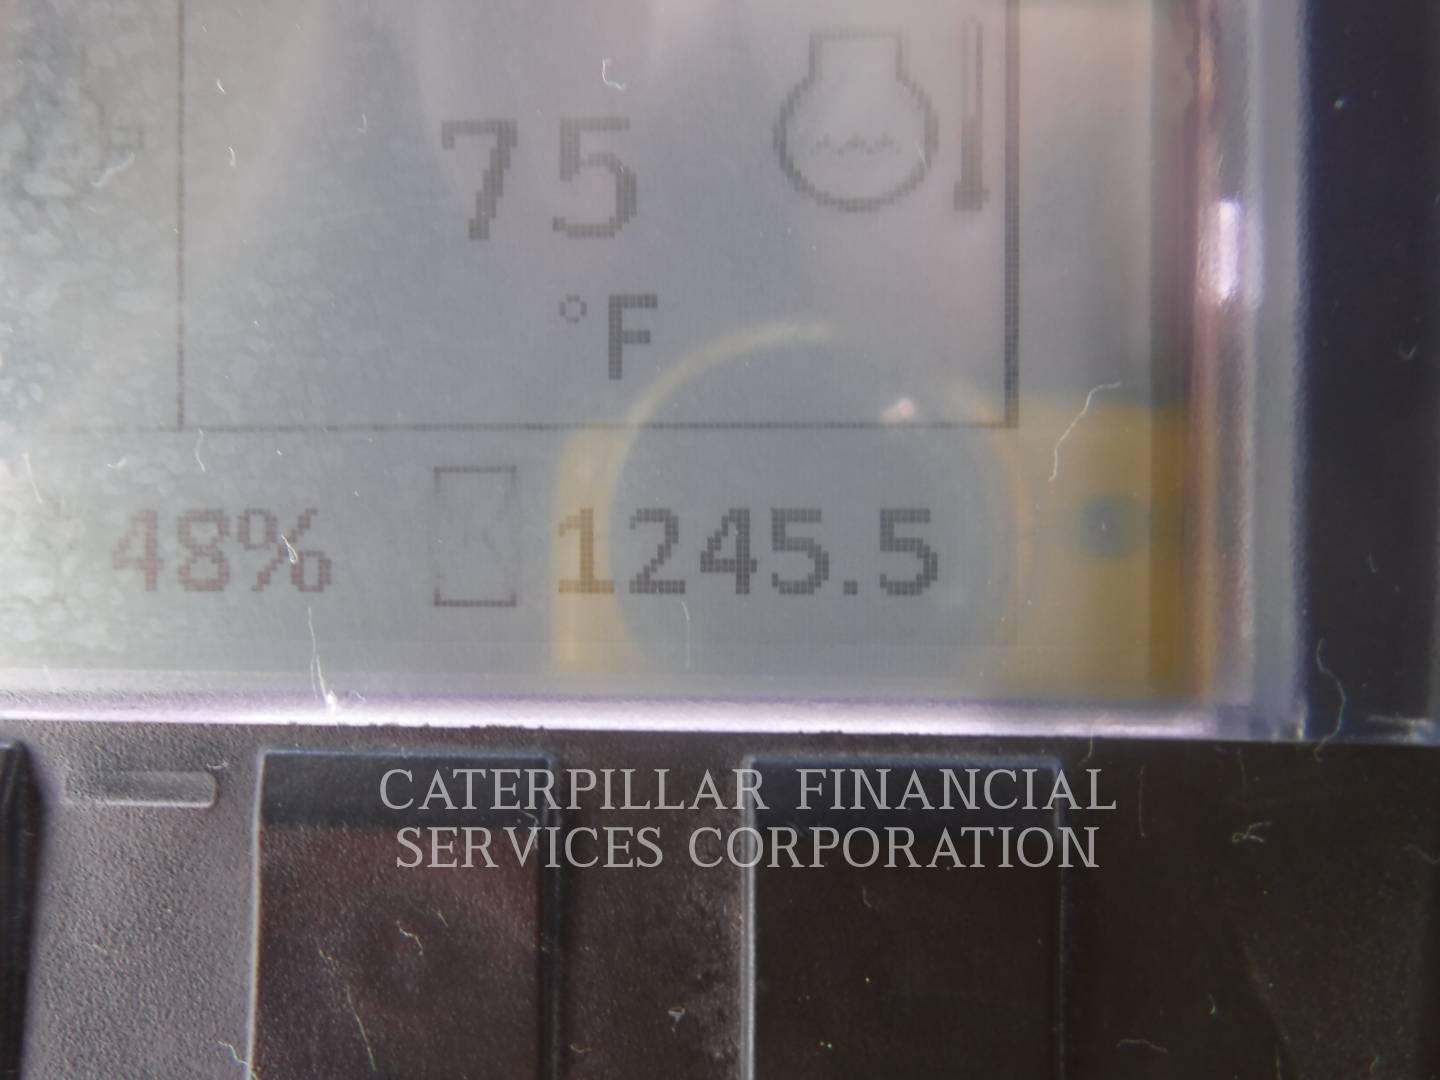 75
°F
48% 1245.5
CATERPILLAR FINANCIAL
SERVICES CORPORATION